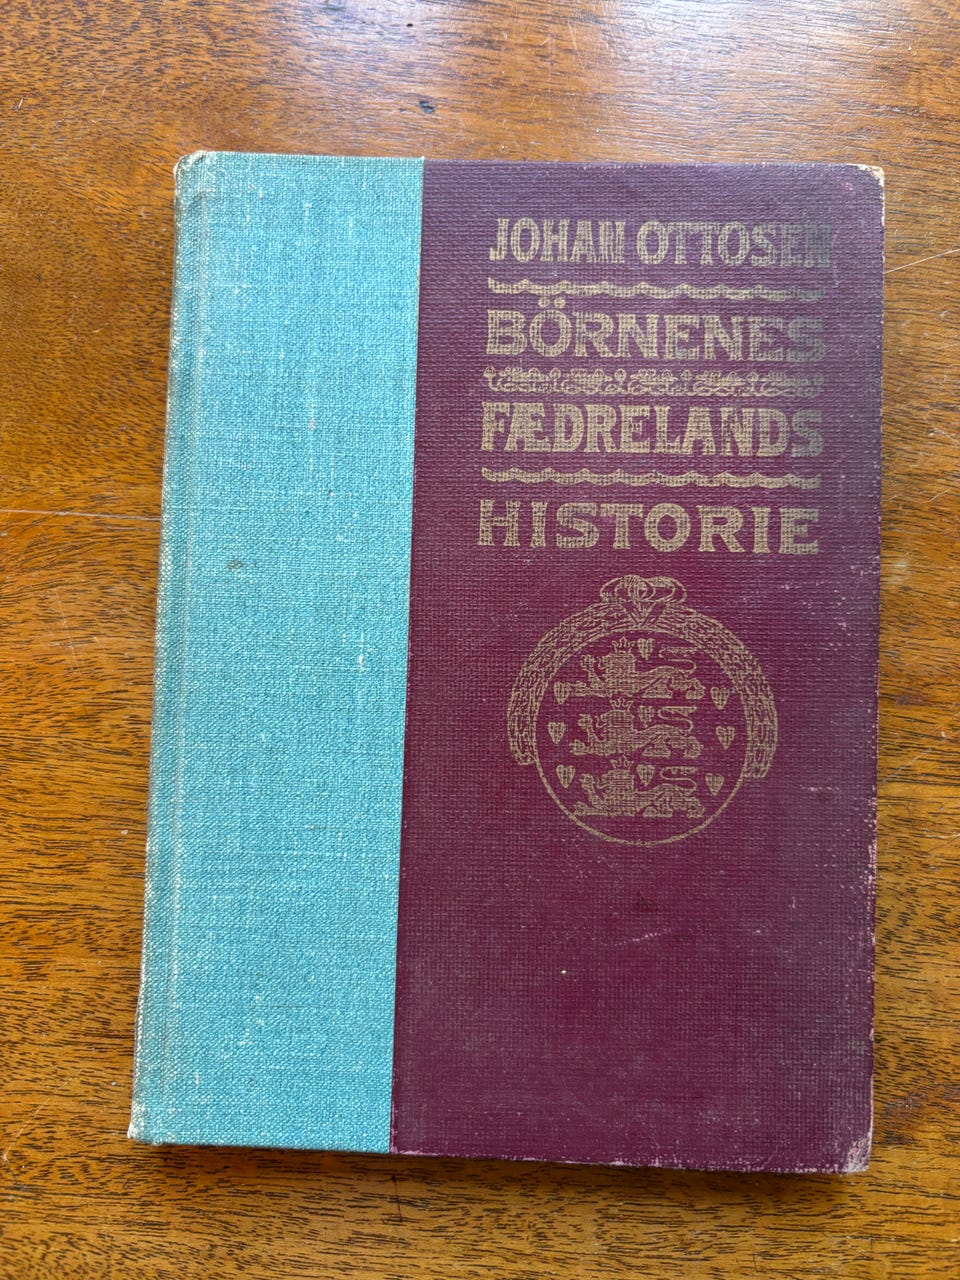 JOHAN OTTOSEN
BÖRNENES
FÆDRELANDS
HISTORIE